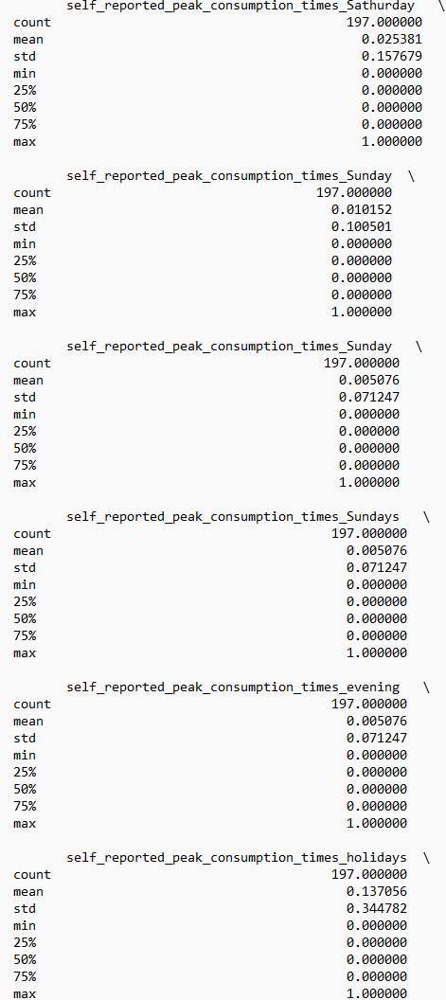 self_reported_peak_consumption_times_Sathurday \
count 197.000000
mean 0.025381
std 0.157679
min 0.000000
25% 0.000000
50% 0.000000
75% 0.000000
max 1.000000
self_reported_peak_consumption_times_Sunday \
count 197.000000
mean 0.010152
std 0.100501
min 0.000000
25% 0.000000
50% 0.000000
75% 0.000000
max 1.000000
self_reported_peak_consumption_times_Sunday \
count 197.000000
mean 0.005076
std 0.071247
min 0.000000
25% 0.000000
50% 0.000000
75% 0.000000
max 1.000000
self_reported_peak_consumption_times_Sundays \
count 197.000000
mean 0.005076
std 0.071247
min 0.000000
25% 0.000000
50% 0.000000
75% 0.000000
max 1.000000
self_reported_peak_consumption_times_evening \
count 197.000000
mean 0.005076
std 0.071247
min 0.000000
25% 0.000000
50% 0.000000
75% 0.000000
max 1.000000
self_reported_peak_consumption_times_holidays \
count 197.000000
mean 0.137056
std 0.344782
min 0.000000
25% 0.000000
50% 0.000000
75% 0.000000
max 1.000000